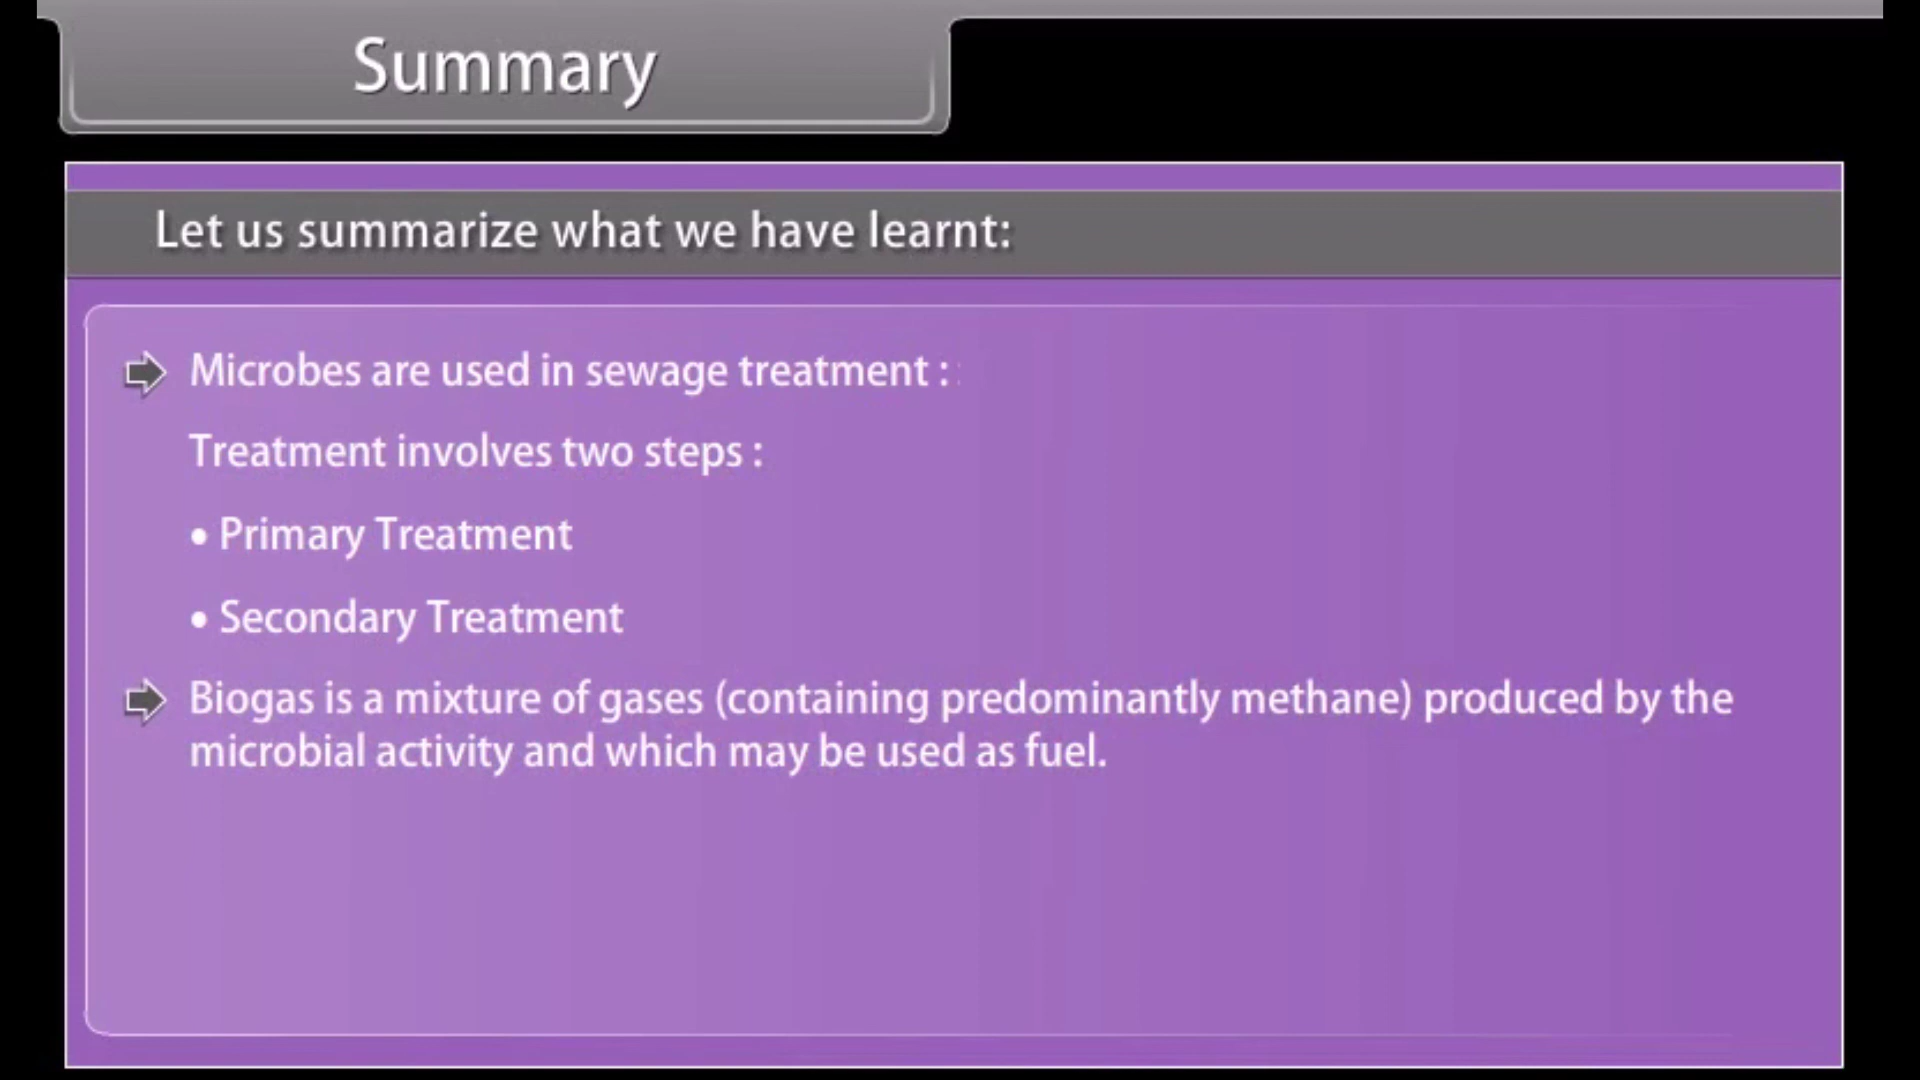 Summary
Let us summarize what we have learnt:
Microbes are used in sewage treatment :
Treatment involves two steps :
• Primary Treatment
• Secondary Treatment
Biogas is a mixture of gases (containing predominantly methane) produced by the
microbial activity and which may be used as fuel.